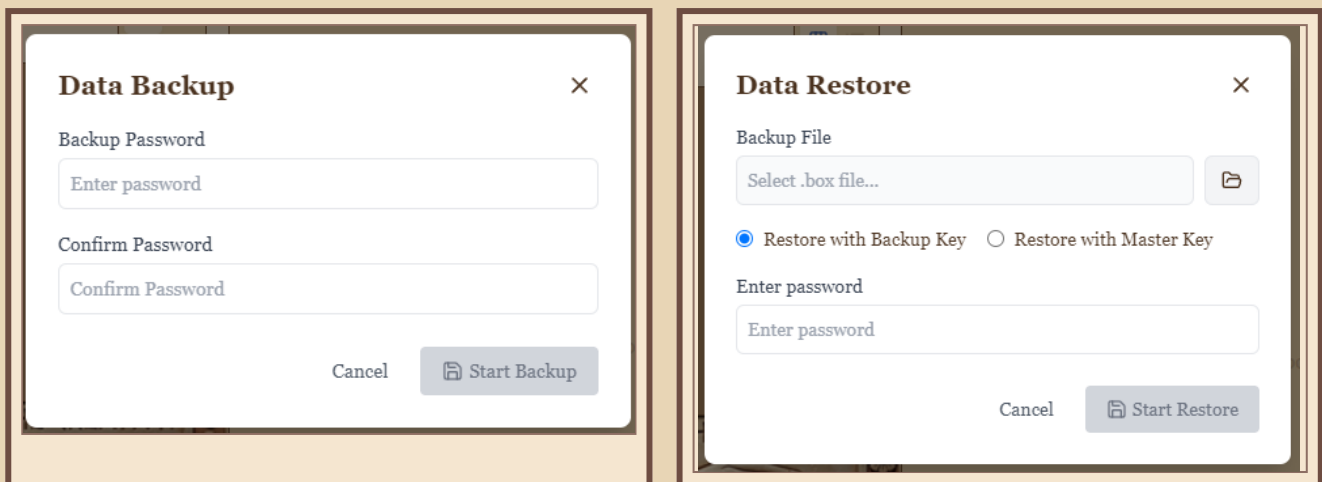 Data Backup
Backup Password
Enter password
Confirm Password
Confirm Password
Cancel
Start Backup
Data Restore
Backup File
Select .box file...
Restore with Backup Key
Restore with Master Key
Enter password
Enter password
Cancel
Start Restore